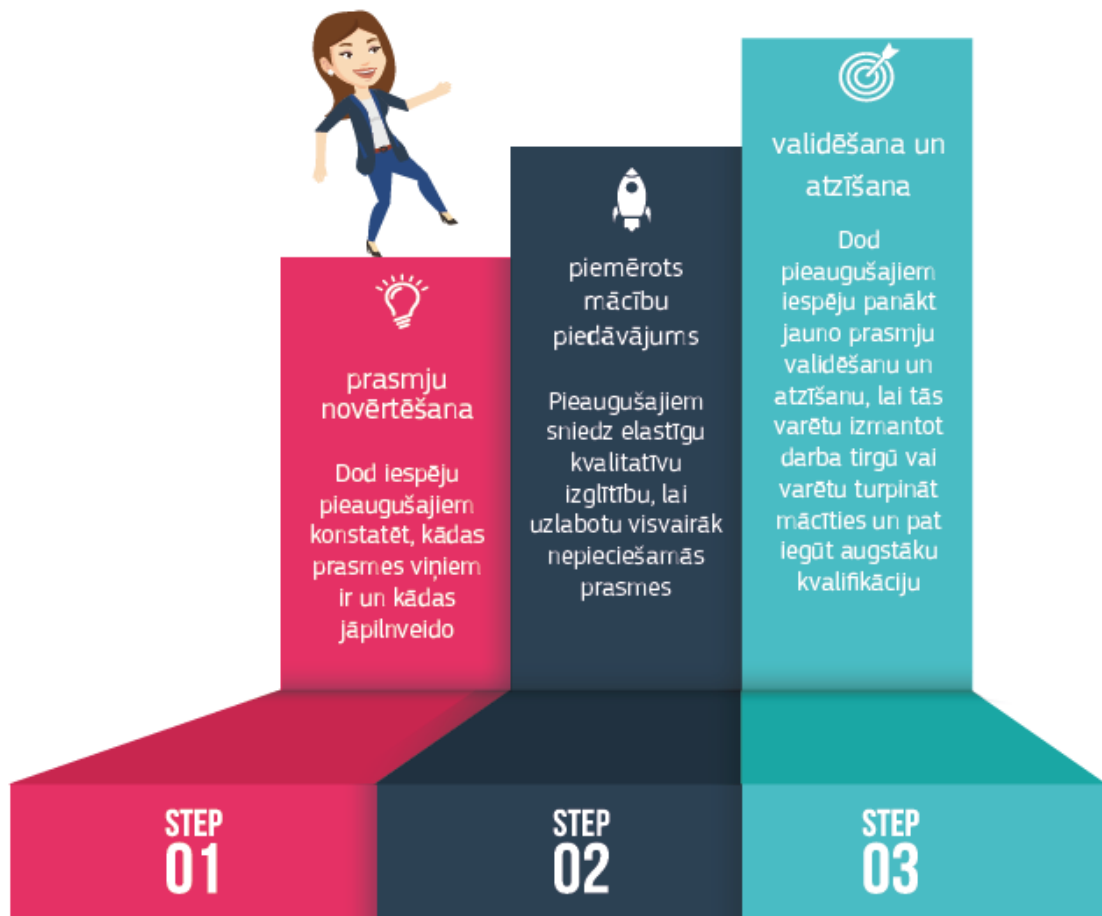 prasmju
novērtēšana
Dod iespēju
pieaugušajiem
konstatēt, kādas
prasmes viņiem
ir un kādas
jāpilnveido
piemērots
mācību
piedāvājums
Pieaugušajiem
sniedz elastīgu
kvalitatīvu
izglītību, lai
uzlabotu visvairāk
nepieciešamās
prasmes
validēšana un
atzīšana
Dod
pieaugušajiem
iespēju panākt
jauno prasmju
validēšanu un
atzīšanu, lai tās
varētu izmantot
darba tirgū vai
varētu turpināt
mācīties un pat
iegūt augstāku
kvalifikāciju
STEP
01
STEP
02
STEP
03